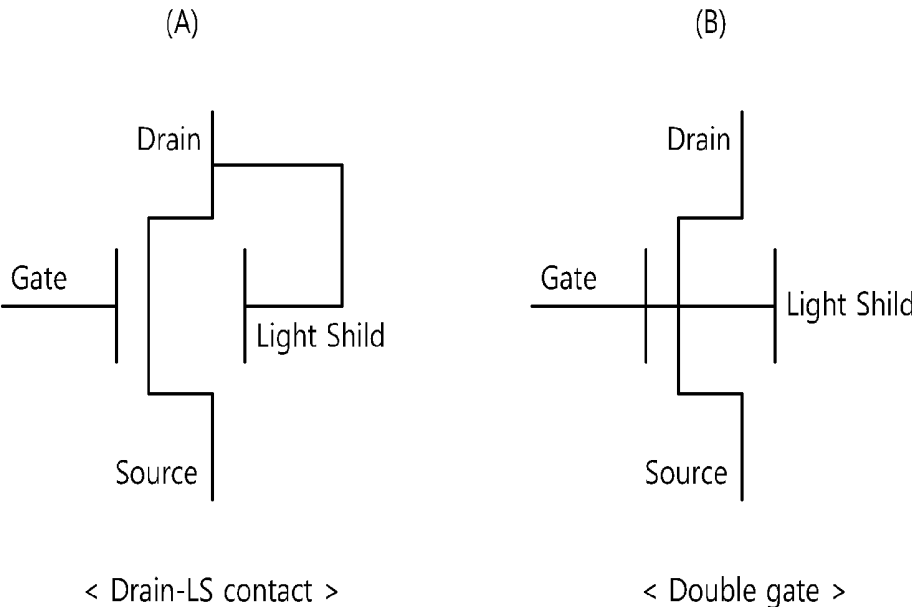 (A)
Drain
Gate
Light Shild
Source
< Drain-LS contact >
(B)
Drain
Gate
Light Shild
Source
< Double gate >